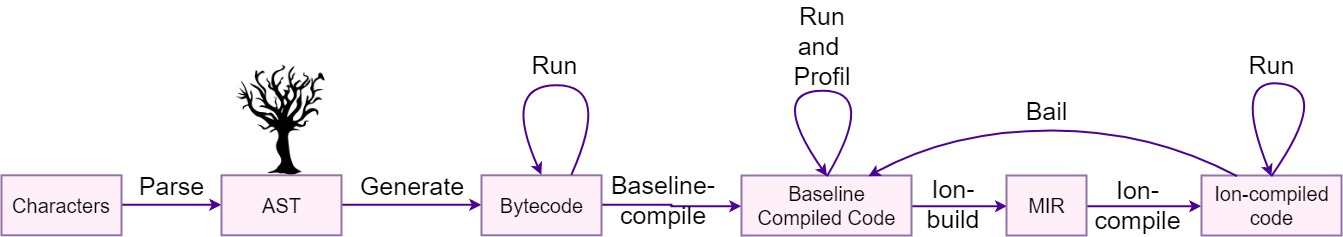 Characters
Parse
AST
Generate
Bytecode
Run
Baseline-
compile
Baseline
Compiled Code
Run
and
Profil
Ion-
build
MIR
Ion-
compile
Ion-compiled
code
Run
Bail